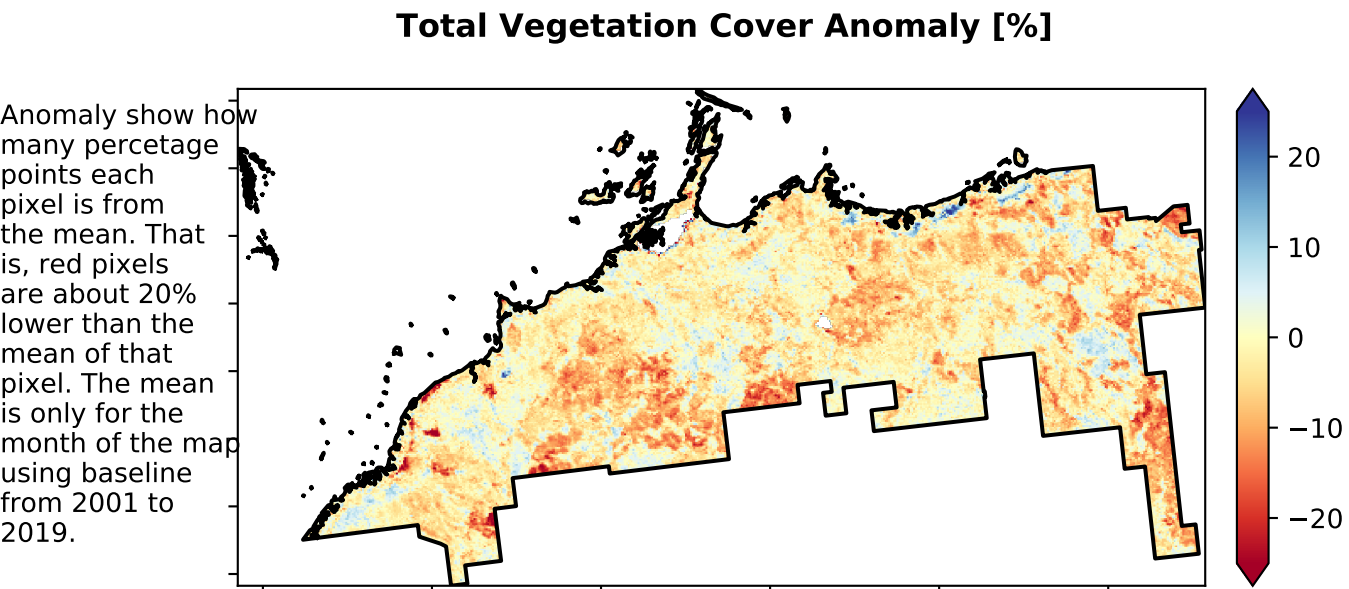 Total Vegetation Cover Anomaly [%]
Anomaly show how
many percetage
points each
pixel is from
the mean. That
is, red pixels
are about 20%
lower than the
mean of that
pixel. The mean
is only for the
month of the map
using baseline
from 2001 to
2019.
20
10
0
−10
−20